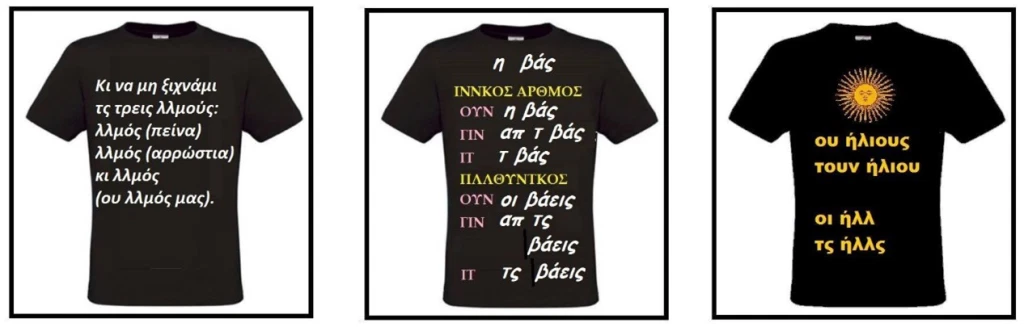 Κι να μη ξιχνάμι
τς τρεις λλμούς:
λλμός (πείνα)
λλμός (αρρώστια)
κι λλμός
(ου λλμός μας).
η βάς
ΙΝΝΚΟΣ ΑΡΘΜΟΣ
ΟΥΝ η βάς
ΓΙΝ απ τ βάς
ΙΤ τ βάς
ΠΛΛΘΥΝΤΚΟΣ
ΟΥΝ οι βάεις
ΓΙΝ απ τς
βάεις
ΙΤ τς βάεις
ου ήλιους
τουν ήλιου
οι ήλλ
τς ήλλς